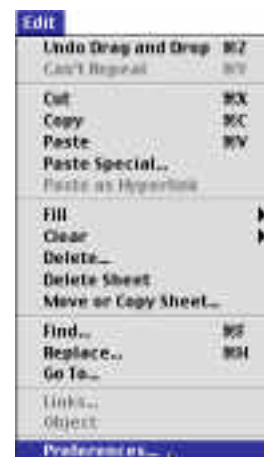 Edit
Undo Drag and Drop ⌘Z
Can't Repeat ⌘Y
Cut ⌘X
Copy ⌘C
Paste ⌘V
Paste Special...
Paste as Hyperlink
Fill
Clear
Delete...
Delete Sheet
Move or Copy Sheet...
Find... ⌘F
Replace... ⌘H
Go To...
Links...
Object
Preferences...